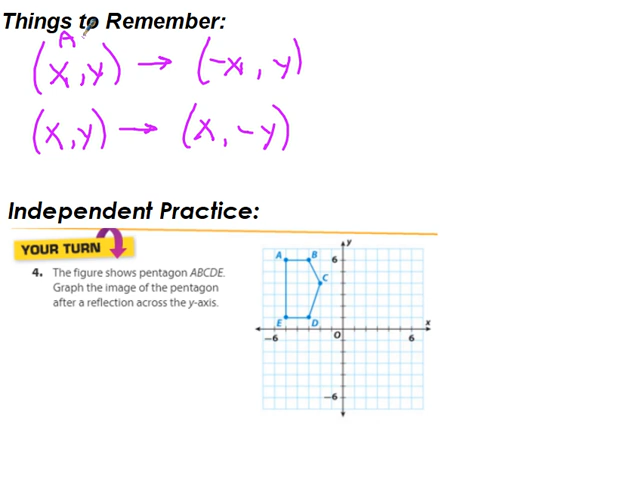 Things to Remember:
A
(x,y) → (-x,y)
(x,y) → (x,-y)
Independent Practice:
YOUR TURN
4. The figure shows pentagon ABCDE.
Graph the image of the pentagon
after a reflection across the y-axis.
y
A B 6
C
E D x
-6 O 6
-6